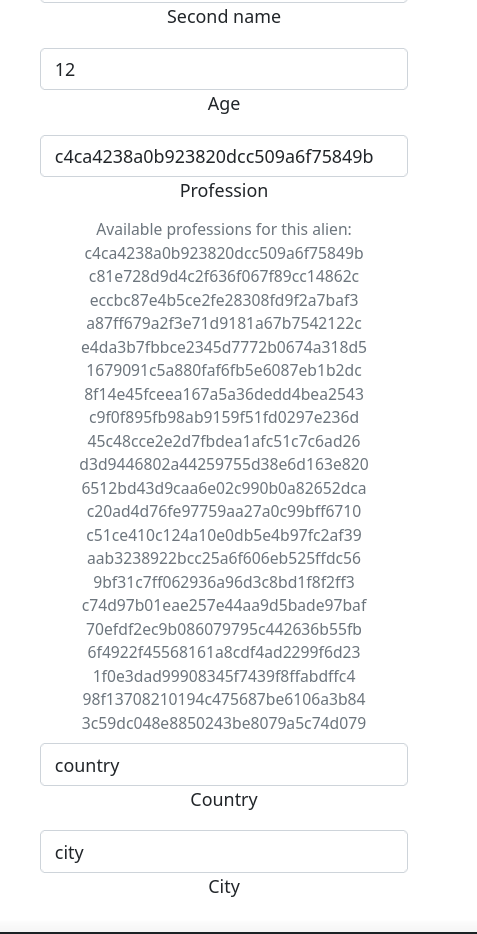 Second name
12
Age
c4ca4238a0b923820dcc509a6f75849b
Profession
Available professions for this alien:
c4ca4238a0b923820dcc509a6f75849b
c81e728d9d4c2f636f067f89cc14862c
eccbc87e4b5ce2fe28308fd9f2a7baf3
a87ff679a2f3e71d9181a67b7542122c
e4da3b7fbbce2345d7772b0674a318d5
1679091c5a880faf6fb5e6087eb1b2dc
8f14e45fceea167a5a36dedd4bea2543
c9f0f895fb98ab9159f51fd0297e236d
45c48cce2e2d7fbdea1afc51c7c6ad26
d3d9446802a44259755d38e6d163e820
6512bd43d9caa6e02c990b0a82652dca
c20ad4d76fe97759aa27a0c99bff6710
c51ce410c124a10e0db5e4b97fc2af39
aab3238922bcc25a6f606eb525ffdc56
9bf31c7ff062936a96d3c8bd1f8f2ff3
c74d97b01eae257e44aa9d5bade97baf
70efdf2ec9b086079795c442636b55fb
6f4922f45568161a8cdf4ad2299f6d23
1f0e3dad99908345f7439f8ffabdffc4
98f13708210194c475687be6106a3b84
3c59dc048e8850243be8079a5c74d079
country
Country
city
City